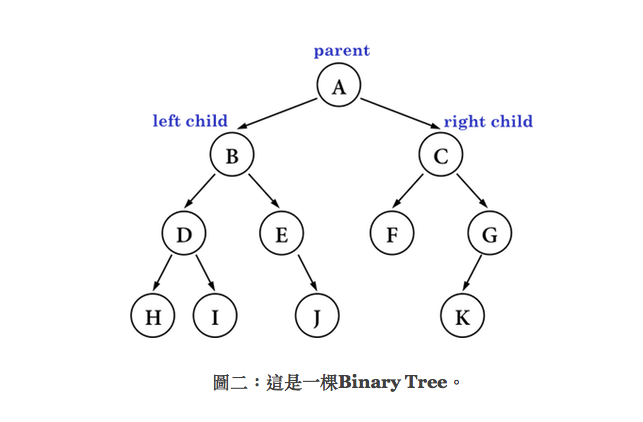 parent
A
left child
right child
B
C
D
E
F
G
H
I
J
K
圖二：這是一棵Binary Tree。